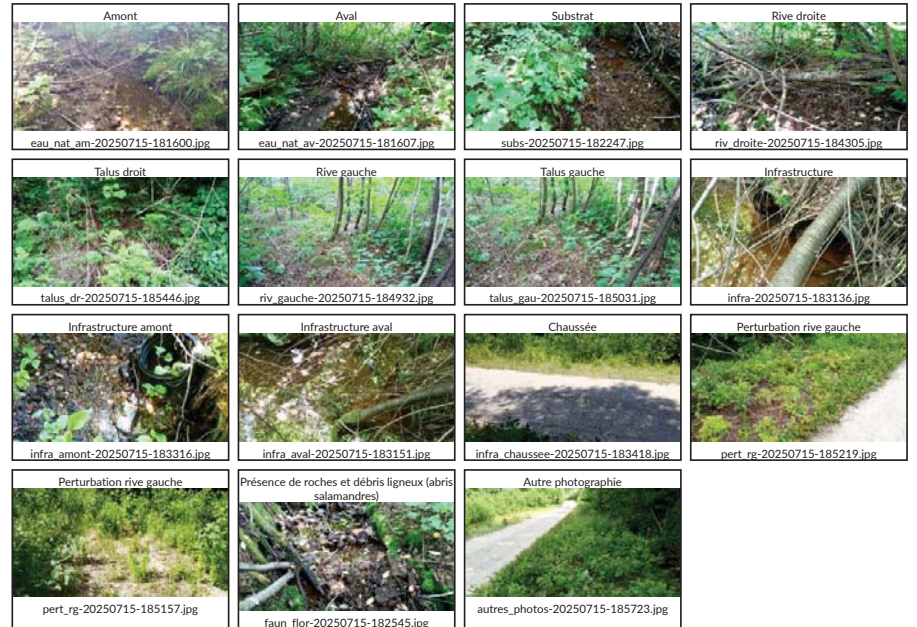 Amont
eau_nat_am-20250715-181600.jpg
Aval
eau_nat_av-20250715-181607.jpg
Substrat
subs-20250715-182247.jpg
Rive droite
riv_droite-20250715-184305.jpg
Talus droit
talus_dr-20250715-185446.jpg
Rive gauche
riv_gauche-20250715-184932.jpg
Talus gauche
talus_gau-20250715-185031.jpg
Infrastructure
infra-20250715-183136.jpg
Infrastructure amont
infra_amont-20250715-183316.jpg
Infrastructure aval
infra_aval-20250715-183151.jpg
Chaussée
infra_chaussee-20250715-183418.jpg
Perturbation rive gauche
pert_rg-20250715-185219.jpg
Perturbation rive gauche
pert_rg-20250715-185157.jpg
Présence de roches et débris ligneux (abris
salamandres)
faun_flor-20250715-182545.jpg
Autre photographie
autres_photos-20250715-185723.jpg